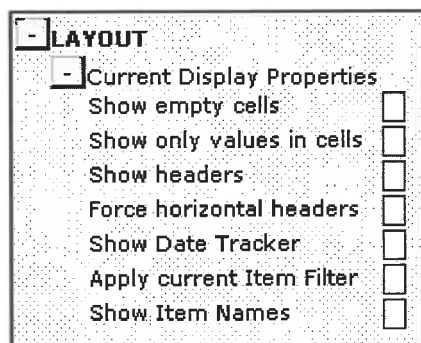 - LAYOUT
- Current Display Properties
Show empty cells
Show only values in cells
Show headers
Force horizontal headers
Show Date Tracker
Apply current Item Filter
Show Item Names